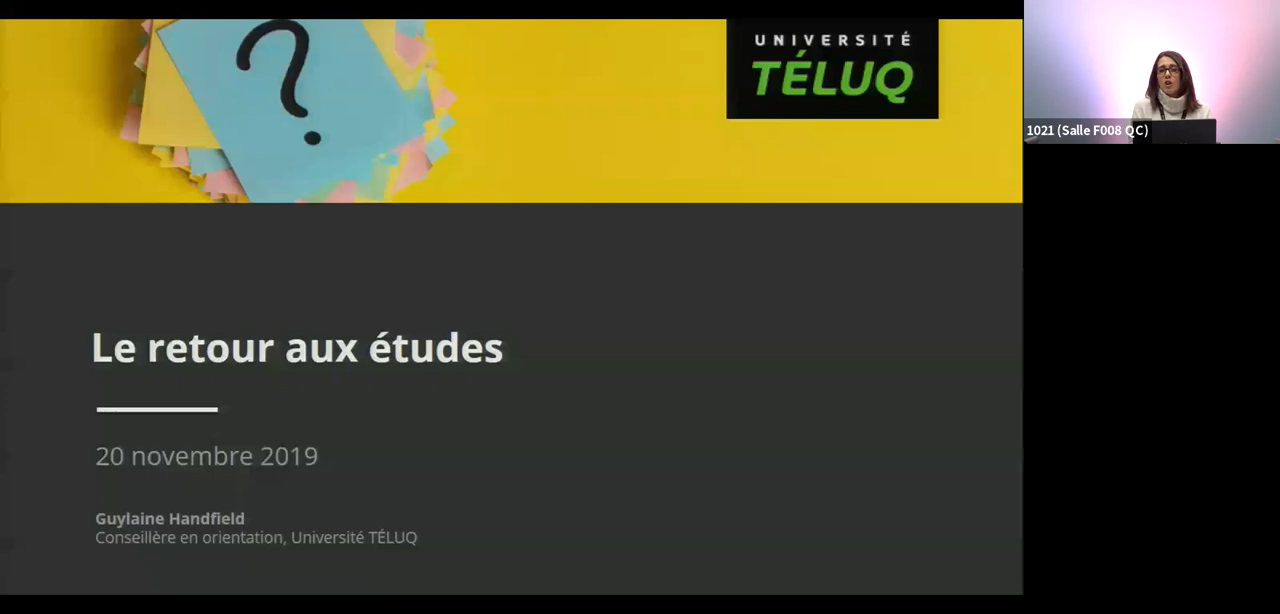 ?
UNIVERSITÉ
TÉLUQ
1021 (Salle F008 QC)
Le retour aux études
20 novembre 2019
Guylaine Handfield
Conseillère en orientation, Université TÉLUQ